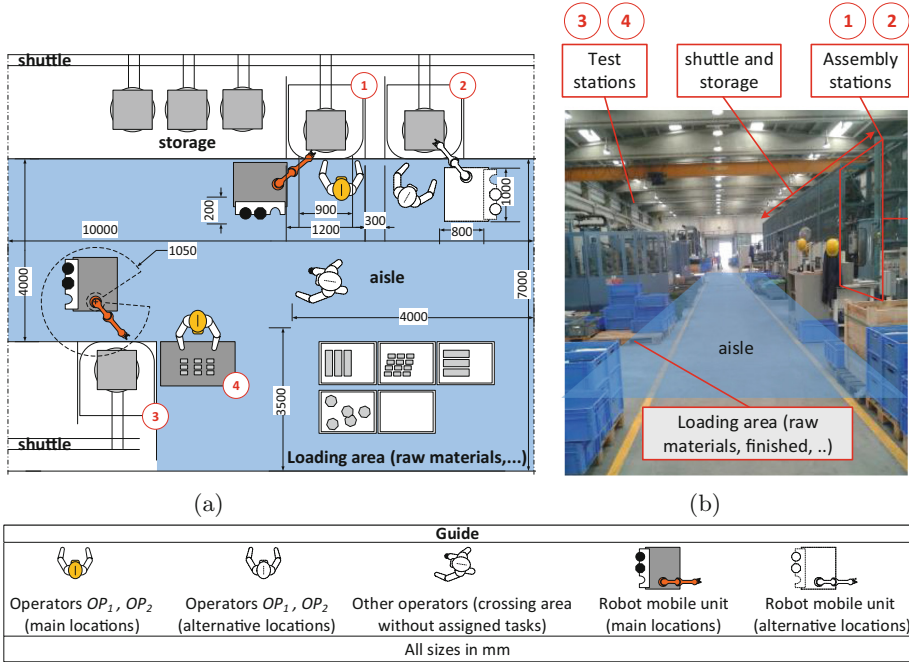 shuttle
1
2
storage
200
900
1200
300
1000
800
10000
1050
4000
aisle
7000
4000
3500
4
3
shuttle
Loading area (raw materials,...)
(a)
3
4
1
2
Test
stations
shuttle and
storage
Assembly
stations
aisle
Loading area (raw
materials, finished, ..)
(b)
Guide
Operators OP₁ , OP₂
(main locations)
Operators OP₁ , OP₂
(alternative locations)
Other operators (crossing area
without assigned tasks)
Robot mobile unit
(main locations)
Robot mobile unit
(alternative locations)
All sizes in mm